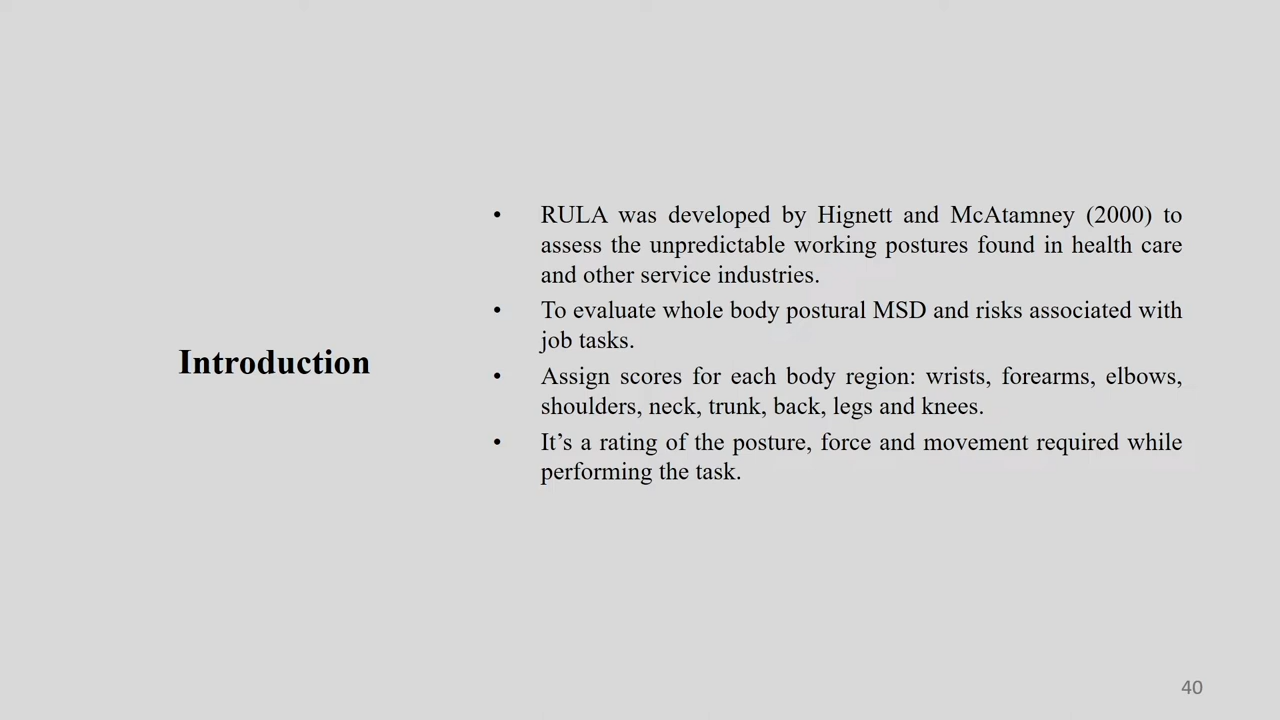 Introduction
• RULA was developed by Hignett and McAtamney (2000) to
assess the unpredictable working postures found in health care
and other service industries.
• To evaluate whole body postural MSD and risks associated with
job tasks.
• Assign scores for each body region: wrists, forearms, elbows,
shoulders, neck, trunk, back, legs and knees.
• It’s a rating of the posture, force and movement required while
performing the task.
40